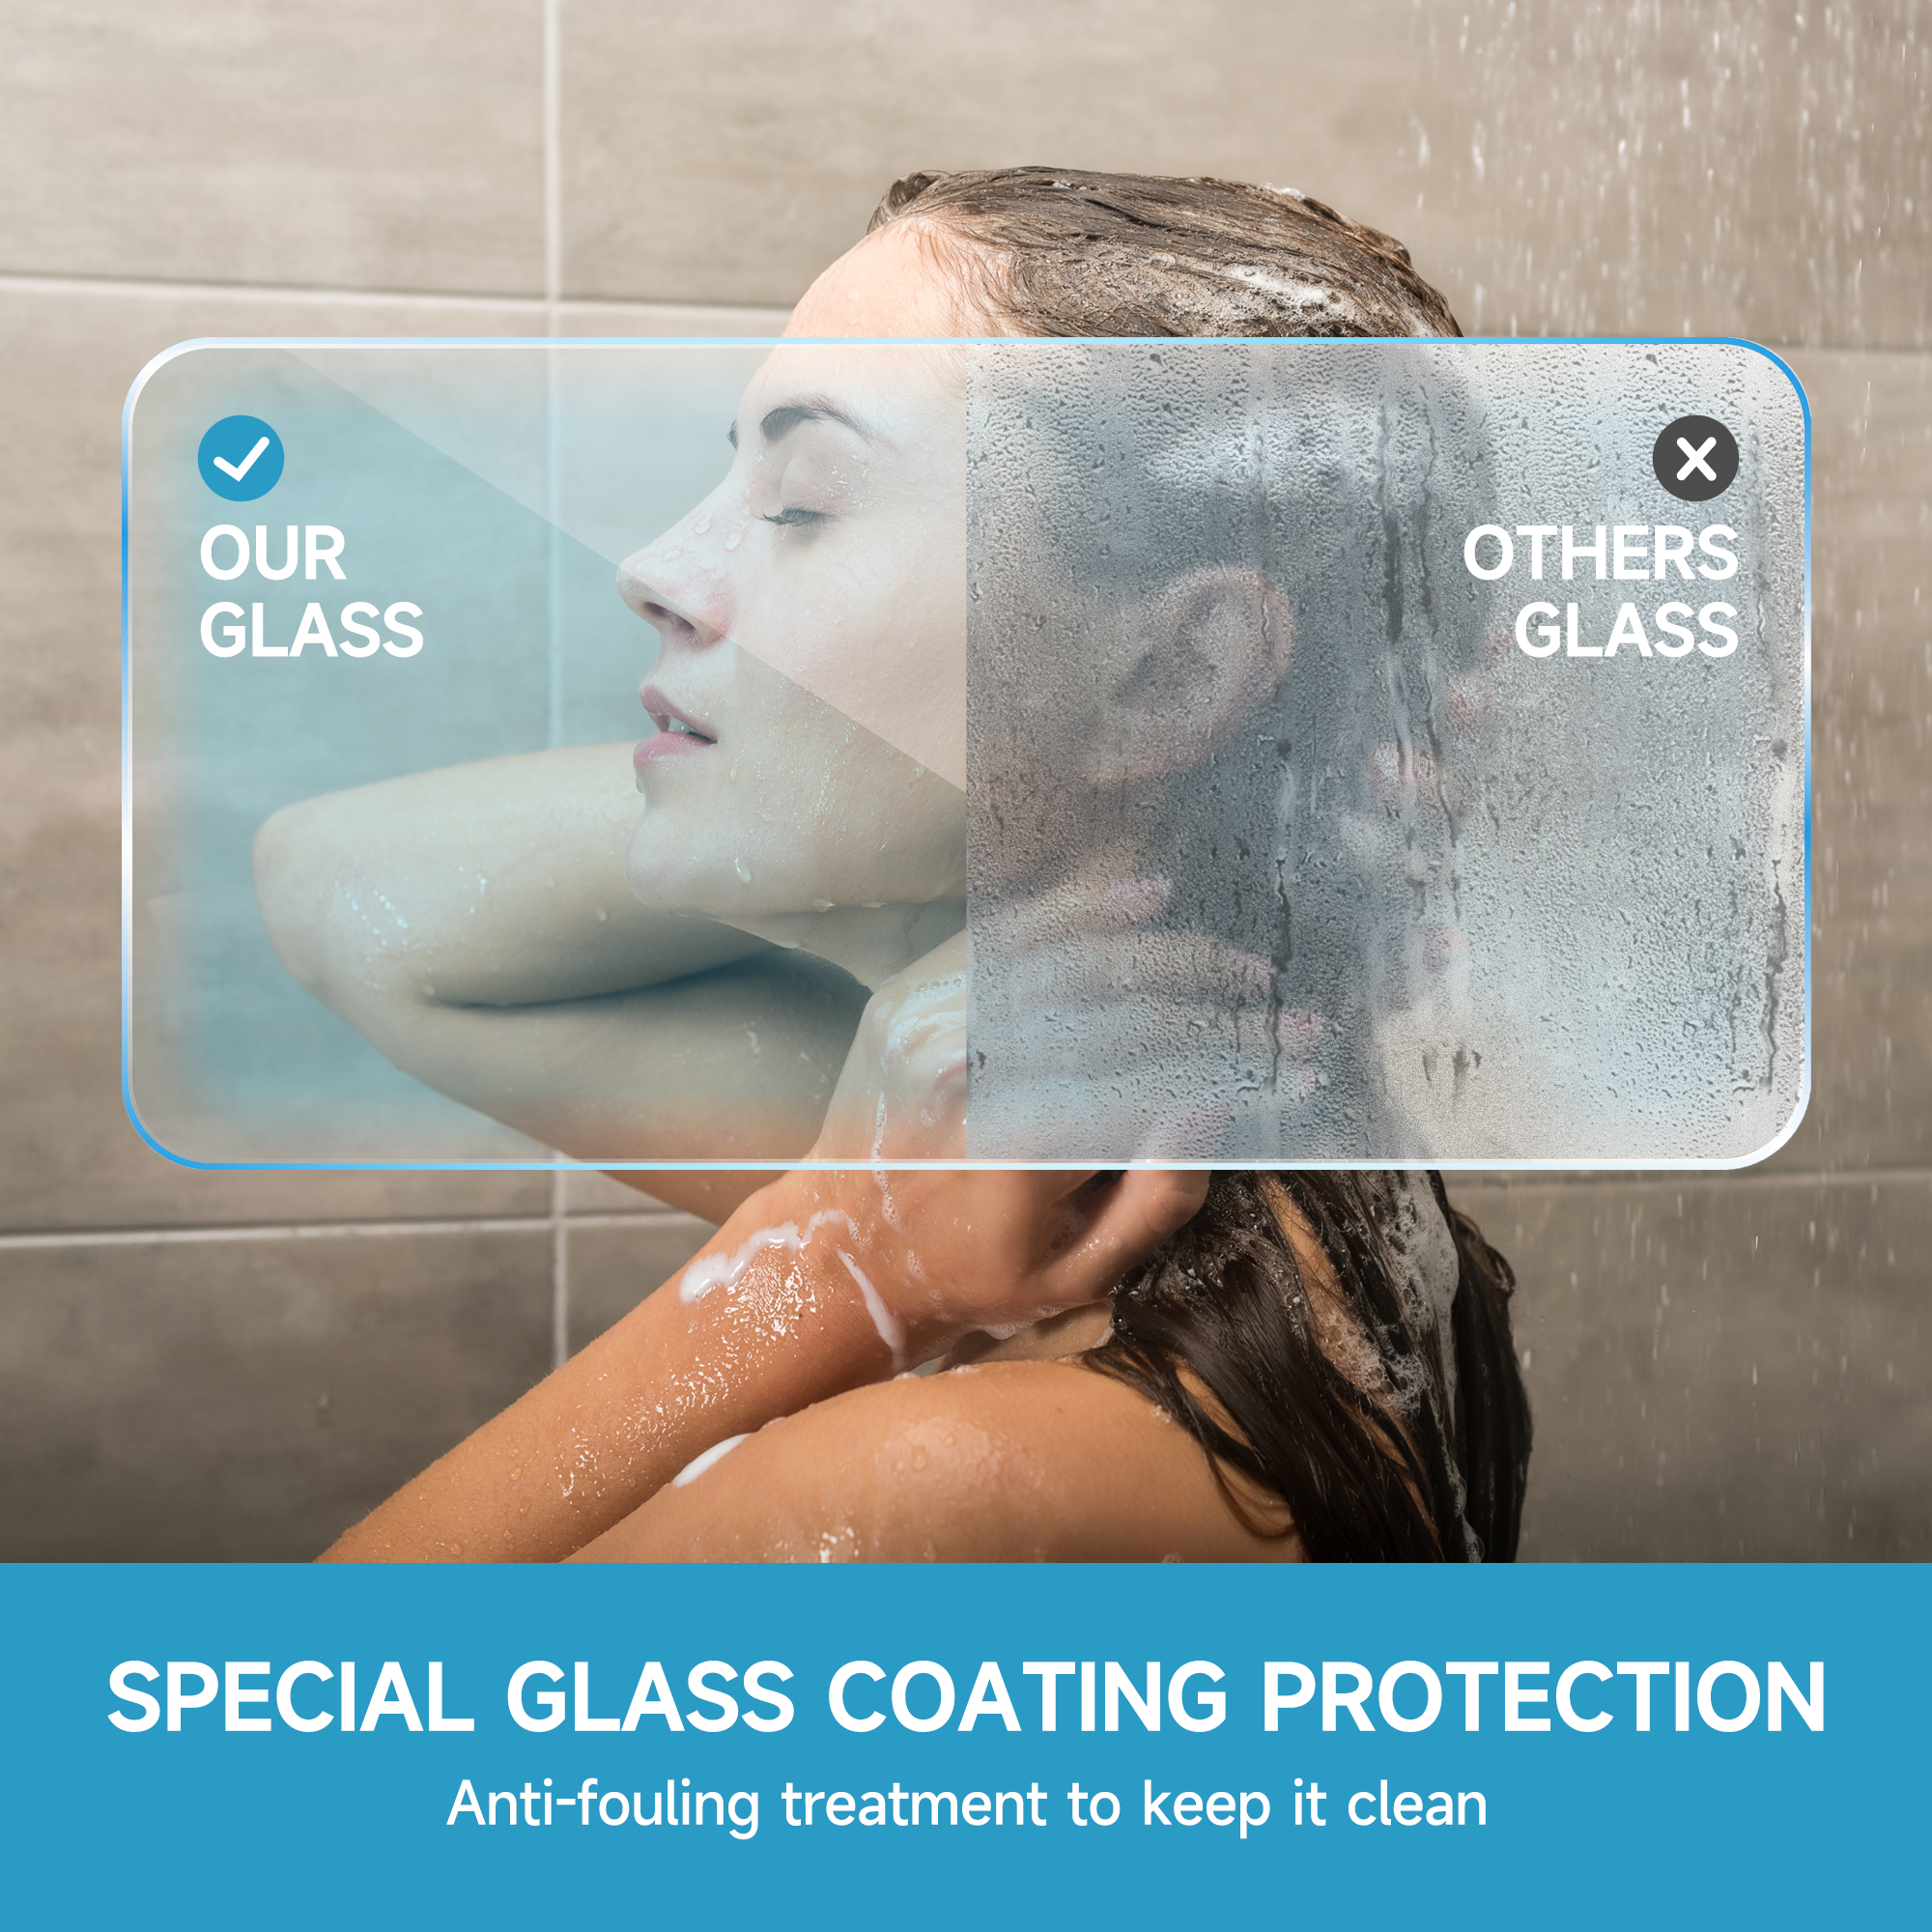 OUR
GLASS
OTHERS
GLASS
SPECIAL GLASS COATING PROTECTION
Anti-fouling treatment to keep it clean